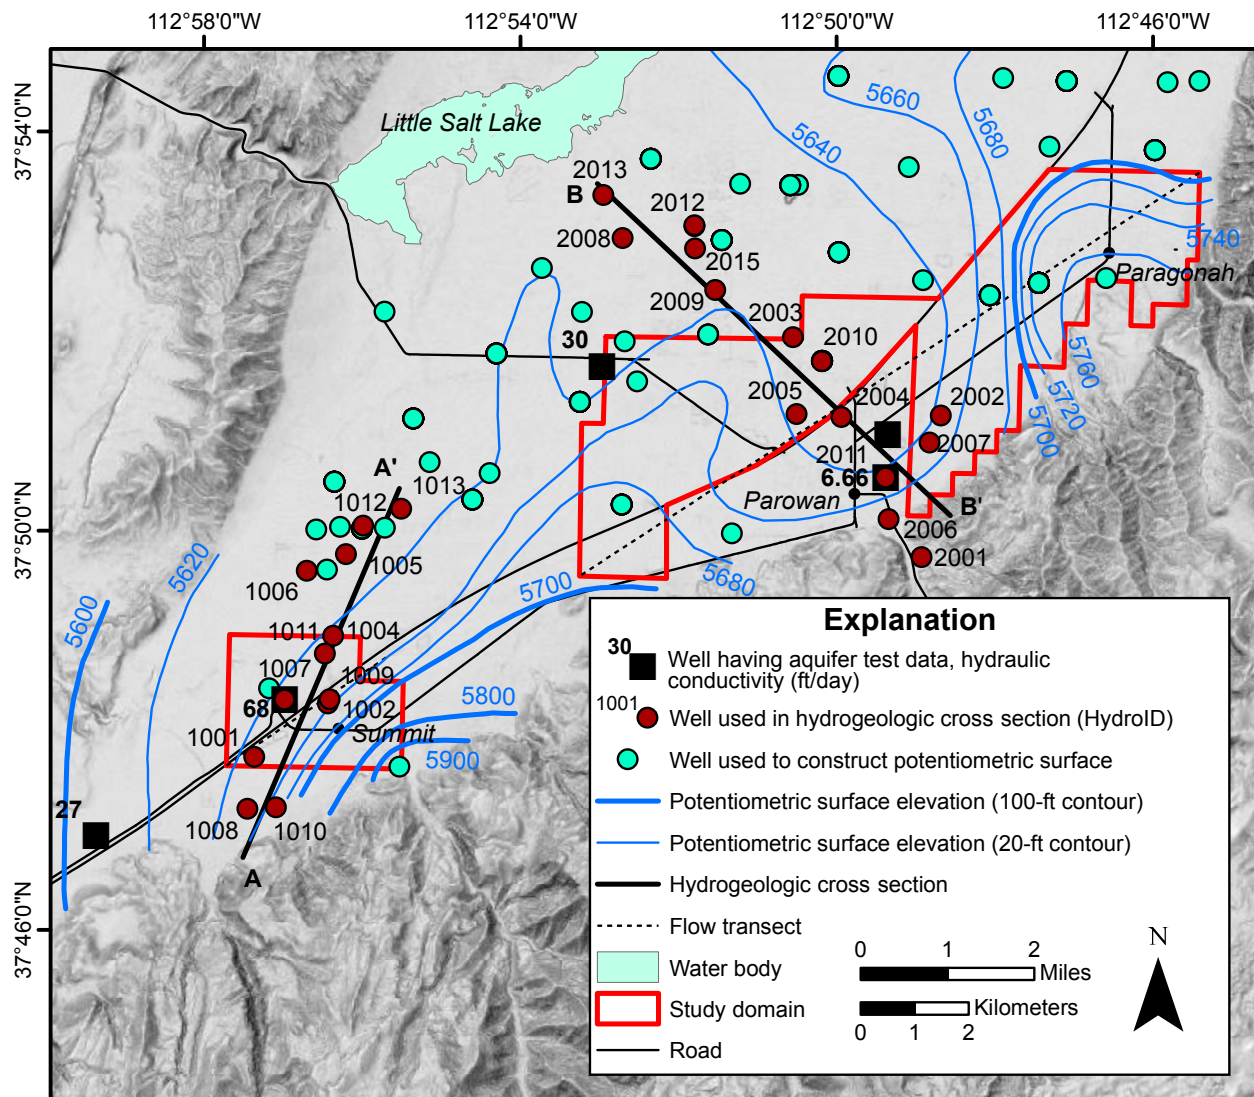 112°58'0"W
112°54'0"W
112°50'0"W
112°46'0"W
37°54'0"N
37°50'0"N
37°46'0"N
Little Salt Lake
5660
5640
5680
2013
B
2012
2008
2015
2009
2003
2010
30
5740
Paragonah
5760
5720
5700
2005
2004
2002
2011
2007
6.66
Parowan
B'
2006
2001
A'
1013
1012
1005
1006
5620
5600
5700
5680
1011
1004
1007
1009
68
1002
Summit
5800
5900
1001
27
1008
1010
A
Explanation
30
Well having aquifer test data, hydraulic
conductivity (ft/day)
1001
Well used in hydrogeologic cross section (HydroID)
Well used to construct potentiometric surface
Potentiometric surface elevation (100-ft contour)
Potentiometric surface elevation (20-ft contour)
Hydrogeologic cross section
Flow transect
Water body
Study domain
Road
0 1 2
Miles
Kilometers
0 1 2
N